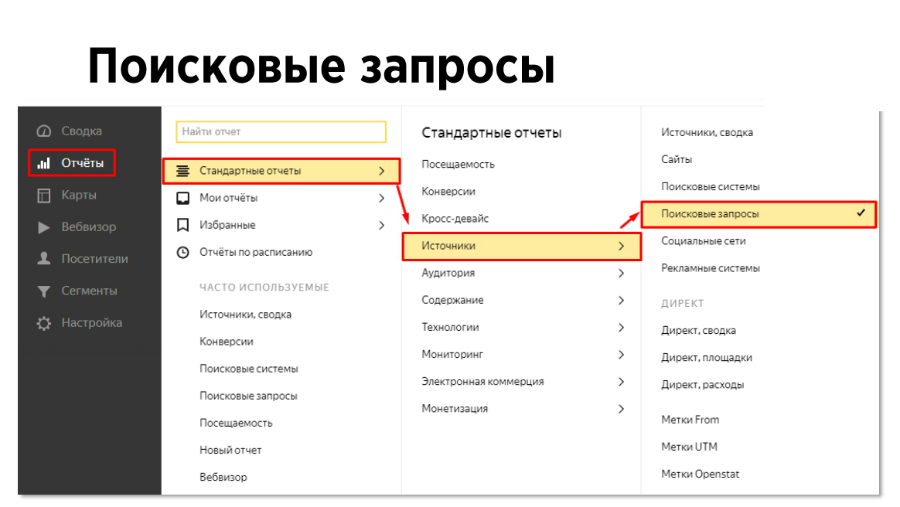 Поисковые запросы
Сводка
Отчёты
Карты
Вебвизор
Посетители
Сегменты
Настройка
Найти отчет
Стандартные отчеты
Мои отчёты
Избранные
Отчёты по расписанию
ЧАСТО ИСПОЛЬЗУЕМЫЕ
Источники, сводка
Конверсии
Поисковые системы
Поисковые запросы
Посещаемость
Новый отчет
Вебвизор
Стандартные отчеты
Посещаемость
Конверсии
Кросс-девайс
Источники
Аудитория
Содержание
Технологии
Мониторинг
Электронная коммерция
Монетизация
Источники, сводка
Сайты
Поисковые системы
Поисковые запросы
Социальные сети
Рекламные системы
ДИРЕКТ
Директ, сводка
Директ, площадки
Директ, расходы
Метки From
Метки UTM
Метки Openstat